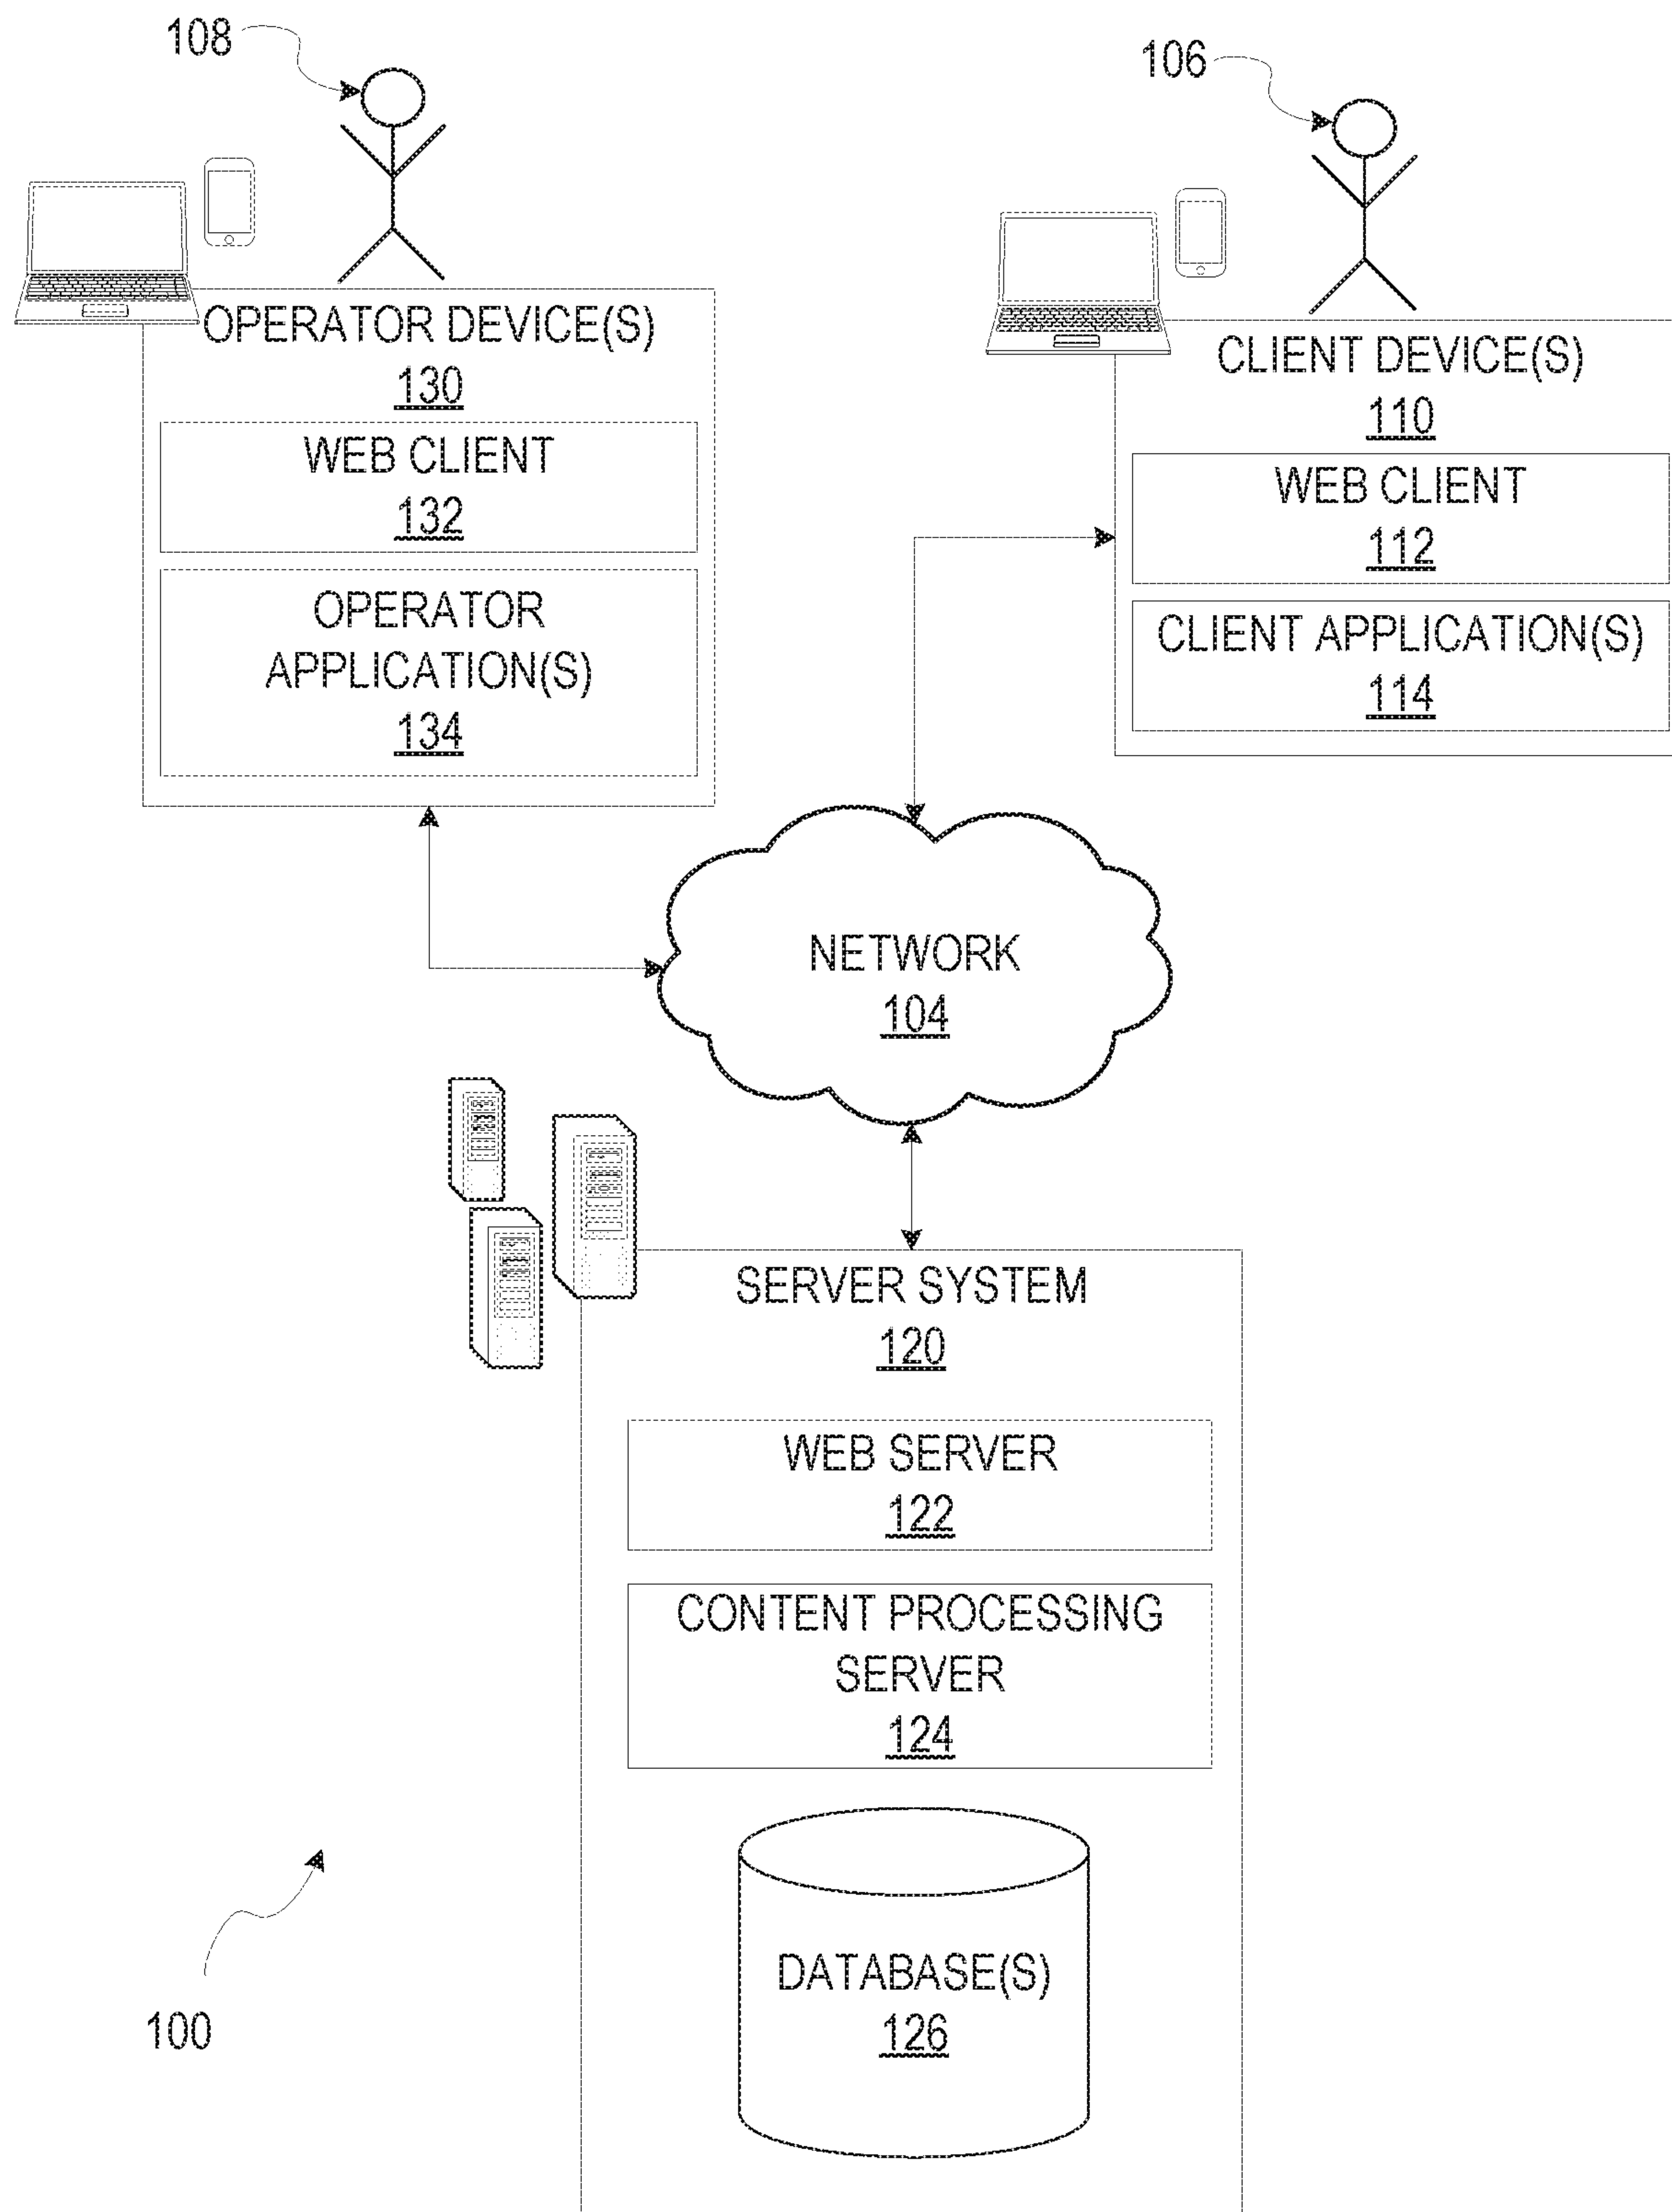 108
106
OPERATOR DEVICE(S)
130
WEB CLIENT
132
OPERATOR
APPLICATION(S)
134
CLIENT DEVICE(S)
110
WEB CLIENT
112
CLIENT APPLICATION(S)
114
NETWORK
104
SERVER SYSTEM
120
WEB SERVER
122
CONTENT PROCESSING
SERVER
124
DATABASE(S)
126
100